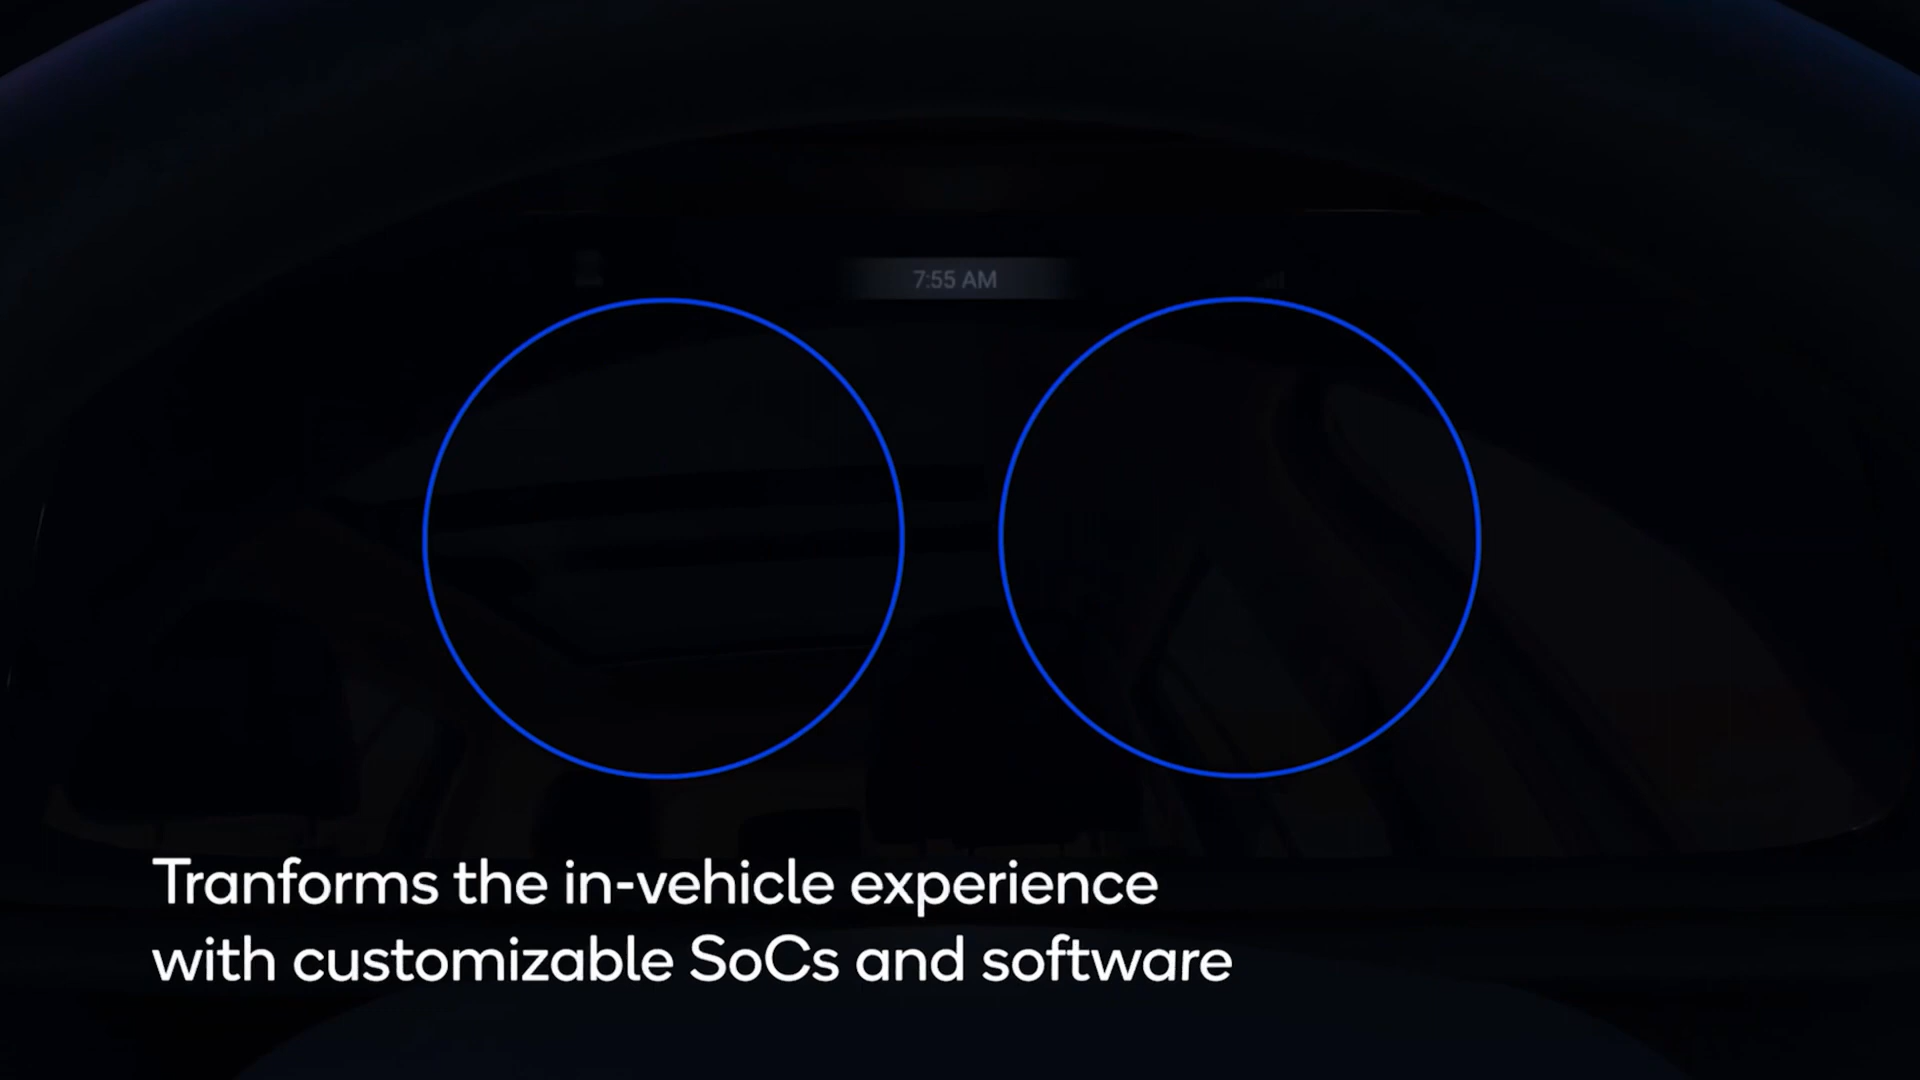 7:55 AM
Tranforms the in-vehicle experience
with customizable SoCs and software